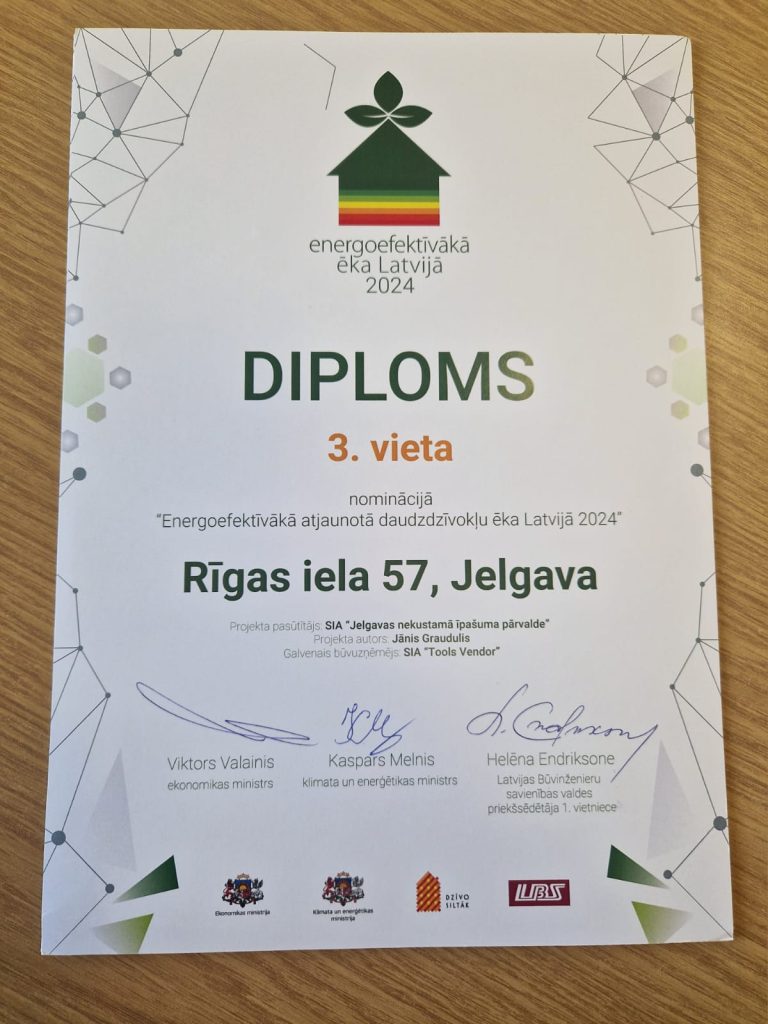 energoefektīvākā
ēka Latvijā
2024
DIPLOMS
3. vieta
nominācijā
“Energoefektīvākā atjaunotā daudzdzīvokļu ēka Latvijā 2024”
Rīgas iela 57, Jelgava
Projekta pasūtītājs: SIA “Jelgavas nekustamā īpašuma pārvalde”
Projekta autors: Jānis Graudulis
Galvenais būvuzņēmējs: SIA “Tools Vendor”
Viktors Valainis
ekonomikas ministrs
Kaspars Melnis
klimata un enerģētikas ministrs
Helēna Endriksone
Latvijas Būvinženieru
savienības valdes
priekšsēdētāja 1. vietniece
Ekonomikas ministrija
Klimata un enerģētikas
ministrija
DZĪVO
SILTĀK
LBS